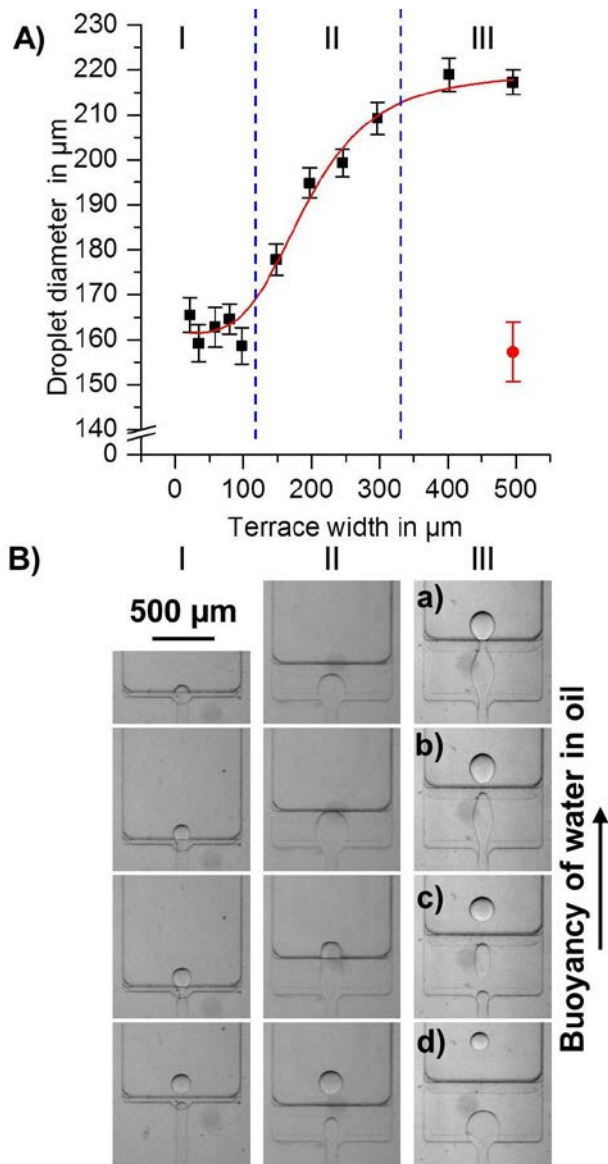 A)
I II III
Droplet diameter in µm
220
210
200
190
180
170
160
150
140
0
0 100 200 300 400 500
Terrace width in µm
B)
I II III
500 µm
a)
b)
c)
d)
Buoyancy of water in oil